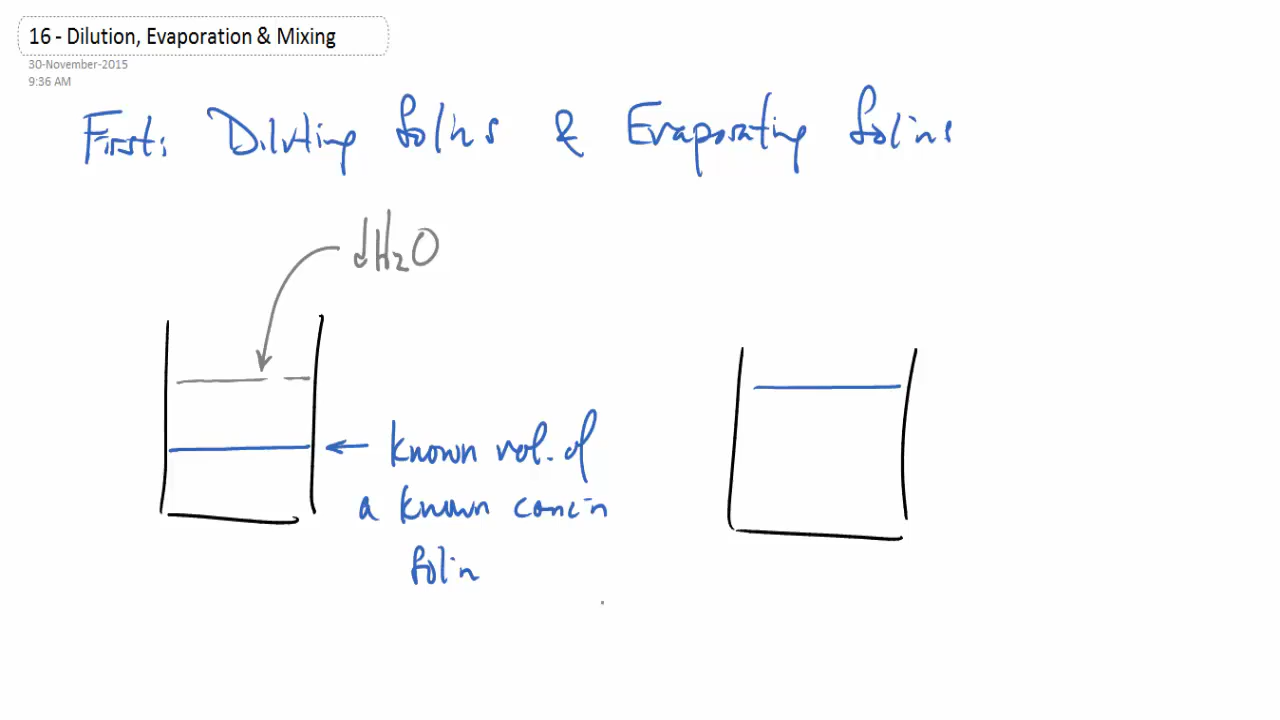 16 - Dilution, Evaporation & Mixing
30-November-2015
9:36 AM
First: Diluting sol'ns & Evaporating sol'ns
dH₂O
known vol. of
a known conc'n
sol'n